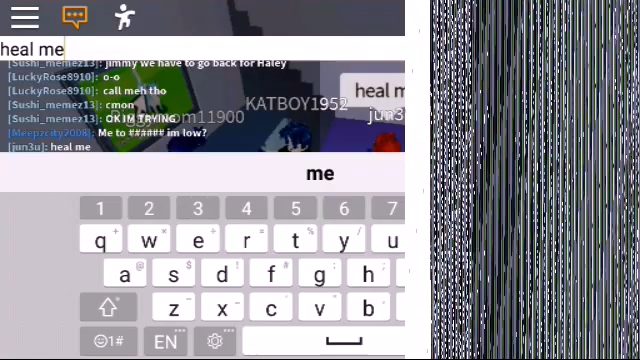 heal me
[Sushi_memez13]: jimmy we have to go back for Haley
[LuckyRose8910]: o-o
[LuckyRose8910]: call meh tho
[Sushi_memez13]: cmon
[Sushi_memez13]: OK IM TRYING
[Meepzcity2008]: Me to ###### im low?
[jun3u]: heal me
heal m
KATBOY1952
jun3
me
1 2 3 4 5 6 7
q w e r t y u
a s d f g h
z x c v b
1# EN